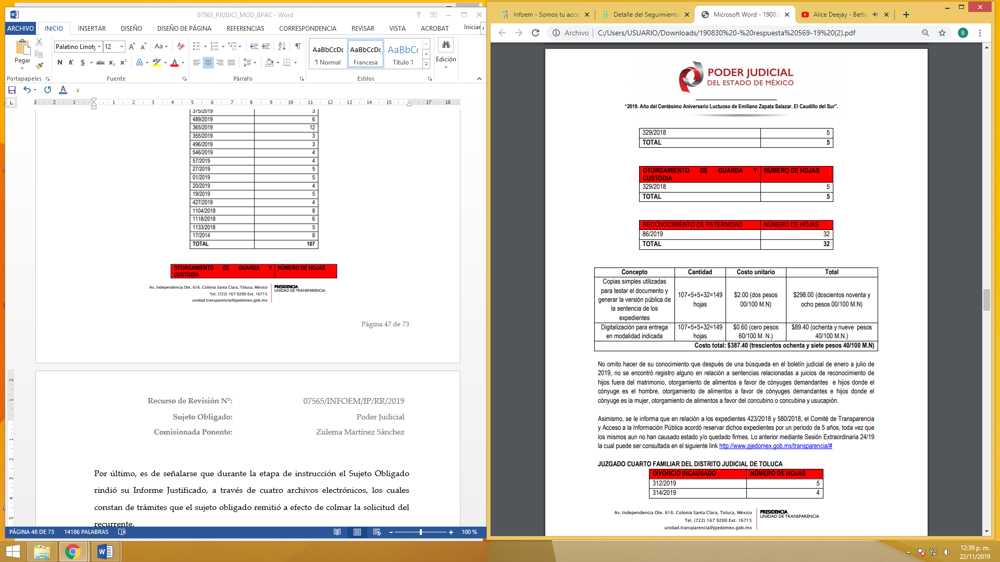 07565_PJUDICI_MOD_BPAC - Word
ARCHIVO INICIO INSERTAR DISEÑO DISEÑO DE PÁGINA REFERENCIAS CORRESPONDENCIA REVISAR VISTA ACROBAT Iniciar
Pegar
Palatino Linoty 12
N K S abc x₂ x²
AaBbCcDc AaBbCcDc AaBbCc
¶ Normal Francesa Título 1
Edición
Portapapeles Fuente Párrafo Estilos
3 2 1 1 2 3 4 5 6 7 8 9 10 11 12 13 14 15 17 18
375/2019 3
489/2019 6
365/2019 12
355/2019 3
496/2019 3
546/2019 4
57/2019 4
27/2019 5
01/2019 5
20/2019 4
19/2019 5
427/2019 4
1104/2018 8
1118/2018 6
1133/2018 5
17/2014 8
TOTAL 107
OTORGAMIENTO DE GUARDA Y CUSTODIA NÚMERO DE HOJAS
Av. Independencia Ote. 616. Colonia Santa Clara, Toluca, México
Tel. (722) 167 9200 Ext. 16715
unidad.transparencia@pjedomex.gob.mx
PRESIDENCIA
UNIDAD DE TRANSPARENCIA
Página 47 de 73
Recurso de Revisión N°: 07565/INFOEM/IP/RR/2019
Sujeto Obligado: Poder Judicial
Comisionada Ponente: Zulema Martínez Sánchez
Por último, es de señalarse que durante la etapa de instrucción el Sujeto Obligado
rindió su Informe Justificado, a través de cuatro archivos electrónicos, los cuales
constan de trámites que el sujeto obligado remitió a efecto de colmar la solicitud del
recurrente.
PÁGINA 48 DE 73 14186 PALABRAS 100 %
Infoem - Somos tu acce
Detalle del Seguimiento
Microsoft Word - 19083
Alice Deejay - Bette
Archivo C:/Users/USUARIO/Downloads/190830%20-%20respuesta%20569-19%20(2).pdf
B
PODER JUDICIAL
DEL ESTADO DE MÉXICO
“2019. Año del Centésimo Aniversario Luctuoso de Emiliano Zapata Salazar. El Caudillo del Sur”.
329/2018 5
TOTAL 5
OTORGAMIENTO DE GUARDA Y CUSTODIA NÚMERO DE HOJAS
329/2018 5
TOTAL 5
RECONOCIMIENTO DE PATERNIDAD NÚMERO DE HOJAS
86/2019 32
TOTAL 32
Concepto Cantidad Costo unitario Total
Copias simples utilizadas para testar el documento y generar la versión pública de la sentencia de los expedientes 107+5+5+32=149 hojas $2.00 (dos pesos 00/100 M.N) $298.00 (doscientos noventa y ocho pesos 00/100 M.N)
Digitalización para entrega en modalidad indicada 107+5+5+32=149 hojas $0.60 (cero pesos 60/100 M. N.) $89.40 (ochenta y nueve pesos 40/100 M.N.)
Costo total: $387.40 (trescientos ochenta y siete pesos 40/100 M.N)
No omito hacer de su conocimiento que después de una búsqueda en el boletín judicial de enero a julio de
2019, no se encontró registro alguno en relación a sentencias relacionadas a juicios de reconocimiento de
hijos fuera del matrimonio, otorgamiento de alimentos a favor de cónyuges demandantes e hijos donde el
cónyuge es el hombre, otorgamiento de alimentos a favor de cónyuges demandantes e hijos donde el
cónyuge es la mujer, otorgamiento de alimentos a favor del concubino o concubina y usucapión.
Asimismo, se le informa que en relación a los expedientes 423/2018 y 580/2018, el Comité de Transparencia
y Acceso a la Información Pública acordó reservar dichos expedientes por un periodo de 5 años, toda vez que
los mismos aun no han causado estado y/o quedado firmes. Lo anterior mediante Sesión Extraordinaria 24/19
la cual puede ser consultada en el siguiente link http://www.pjedomex.gob.mx/transparencia/#
JUZGADO CUARTO FAMILIAR DEL DISTRITO JUDICIAL DE TOLUCA
DIVORCIO INCAUSADO NÚMERO DE HOJAS
312/2019 5
314/2019 4
Av. Independencia Ote. 616. Colonia Santa Clara, Toluca, México
Tel. (722) 167 9200 Ext. 16715
unidad.transparencia@pjedomex.gob.mx
PRESIDENCIA
UNIDAD DE TRANSPARENCIA
12:39 p. m.
22/11/2019